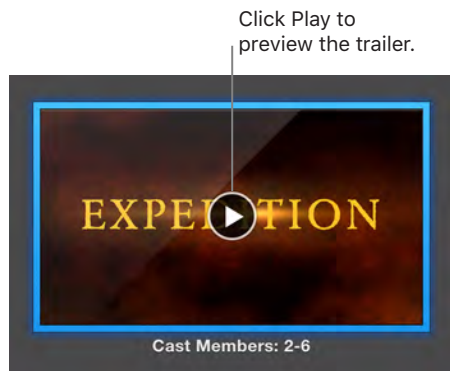 Click Play to
preview the trailer.
EXPEDITION
Cast Members: 2-6